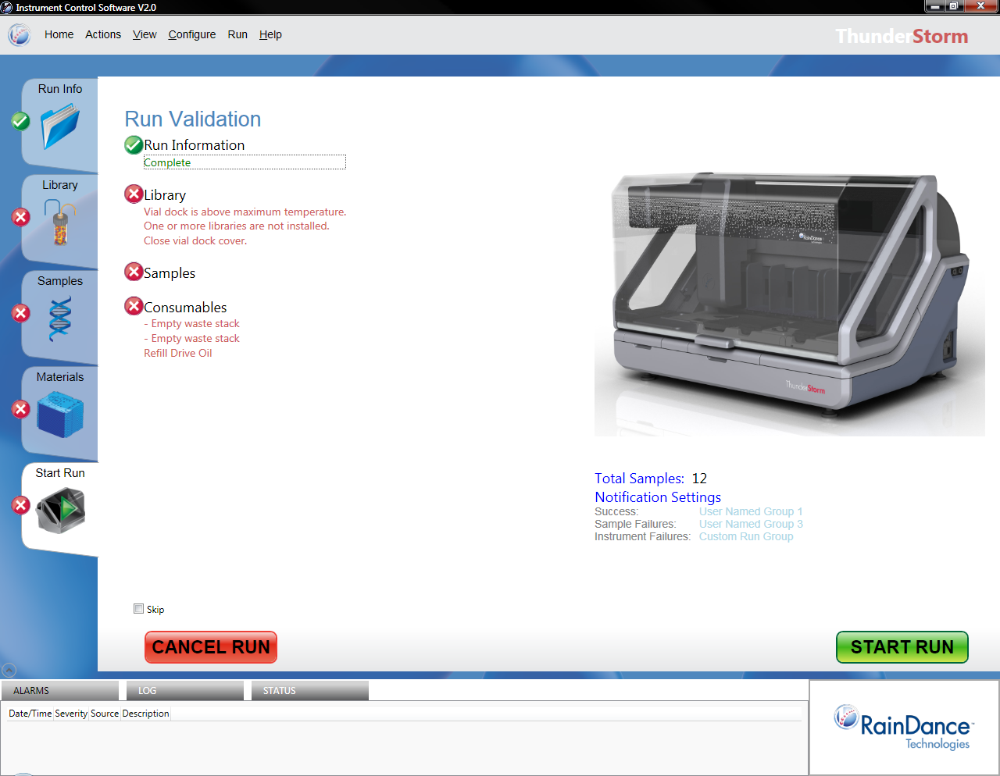 Instrument Control Software V2.0
Home Actions View Configure Run Help
ThunderStorm
Run Info
Library
Samples
Materials
Start Run
Run Validation
Run Information
Complete
Library
Vial dock is above maximum temperature.
One or more libraries are not installed.
Close vial dock cover.
Samples
Consumables
- Empty waste stack
- Empty waste stack
Refill Drive Oil
RainDance
ThunderStorm
Total Samples: 12
Notification Settings
Success: User Named Group 1
Sample Failures: User Named Group 3
Instrument Failures: Custom Run Group
Skip
CANCEL RUN
START RUN
ALARMS LOG STATUS
Date/Time Severity Source Description
RainDance
Technologies